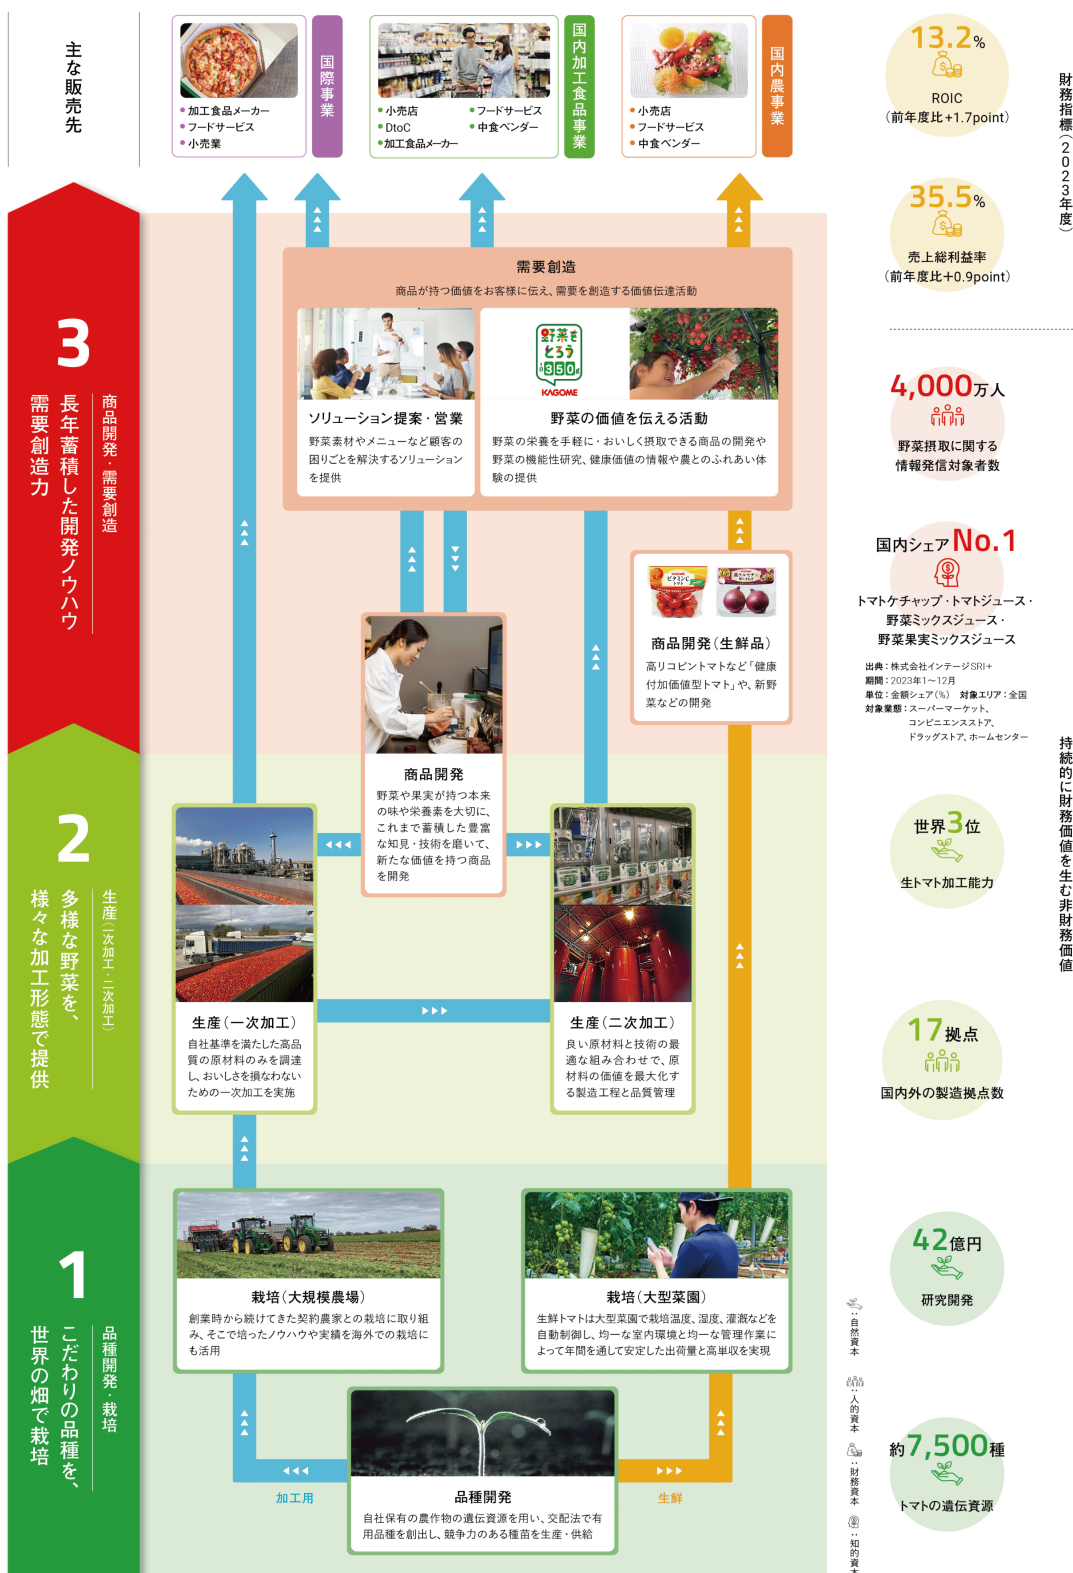 主な販売先
加工食品メーカー
フードサービス
小売業
国際事業
小売店
DtoC
加工食品メーカー
フードサービス
中食ベンダー
国内加工食品事業
小売店
フードサービス
中食ベンダー
国内農事業
3
商品開発・需要創造
長年蓄積した開発ノウハウ
需要創造力
需要創造
商品が持つ価値をお客様に伝え、需要を創造する価値伝達活動
ソリューション提案・営業
野菜素材やメニューなど顧客の
困りごとを解決するソリューション
を提供
野菜を
とろう
1日350g
KAGOME
野菜の価値を伝える活動
野菜の栄養を手軽に・おいしく摂取できる商品の開発や
野菜の機能性研究、健康価値の情報や農とのふれあい体
験の提供
ビタミンC
トマト
商品開発（生鮮品）
高リコピントマトなど「健康
付加価値型トマト」や、新野
菜などの開発
商品開発
野菜や果実が持つ本来
の味や栄養素を大切に、
これまで蓄積した豊富
な知見・技術を磨いて、
新たな価値を持つ商品
を開発
2
生産（一次加工・二次加工）
多様な野菜を、
様々な加工形態で提供
生産（一次加工）
自社基準を満たした高品
質の原材料のみを調達
し、おいしさを損なわない
ための一次加工を実施
生産（二次加工）
良い原材料と技術の最
適な組み合わせで、原
材料の価値を最大化す
る製造工程と品質管理
1
品種開発・栽培
こだわりの品種を、
世界の畑で栽培
栽培（大規模農場）
創業時から続けてきた契約農家との栽培に取り組
み、そこで培ったノウハウや実績を海外での栽培に
も活用
栽培（大型菜園）
生鮮トマトは大型菜園で栽培温度、湿度、灌漑などを
自動制御し、均一な室内環境と均一な管理作業に
よって年間を通して安定した出荷量と高単収を実現
加工用
生鮮
品種開発
自社保有の農作物の遺伝資源を用い、交配法で有
用品種を創出し、競争力のある種苗を生産・供給
財務指標（2023年度）
13.2%
ROIC
（前年度比+1.7point）
35.5%
売上総利益率
（前年度比+0.9point）
持続的に財務価値を生む非財務価値
4,000万人
野菜摂取に関する
情報発信対象者数
国内シェアNo.1
トマトケチャップ・トマトジュース・
野菜ミックスジュース・
野菜果実ミックスジュース
出典：株式会社インテージSRI+
期間：2023年1～12月
単位：金額シェア（%） 対象エリア：全国
対象業態：スーパーマーケット、
コンビニエンスストア、
ドラッグストア、ホームセンター
世界3位
生トマト加工能力
17拠点
国内外の製造拠点数
42億円
研究開発
約7,500種
トマトの遺伝資源
：自然資本
：人的資本
：財務資本
：知的資本